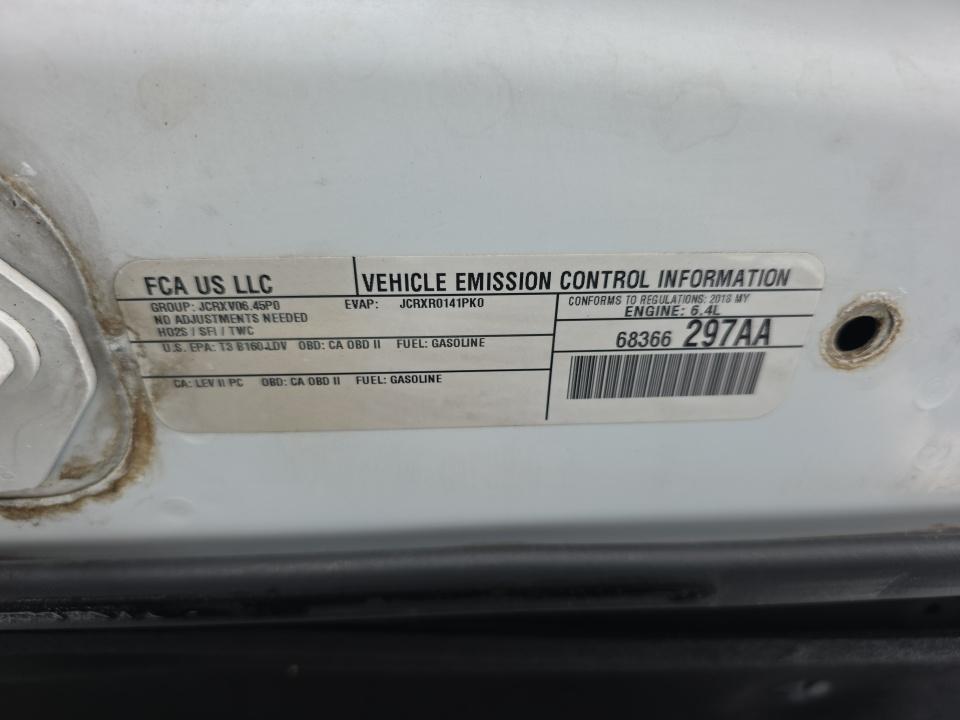 FCA US LLC
VEHICLE EMISSION CONTROL INFORMATION
GROUP: JCRXV06.45P0 EVAP: JCRXR0141PK0
NO ADJUSTMENTS NEEDED
HO2S / SFI / TWC
U.S. EPA: T3 B160 LDV OBD: CA OBD II FUEL: GASOLINE
CA: LEV II PC OBD: CA OBD II FUEL: GASOLINE
CONFORMS TO REGULATIONS: 2018 MY
ENGINE: 6.4L
68366 297AA